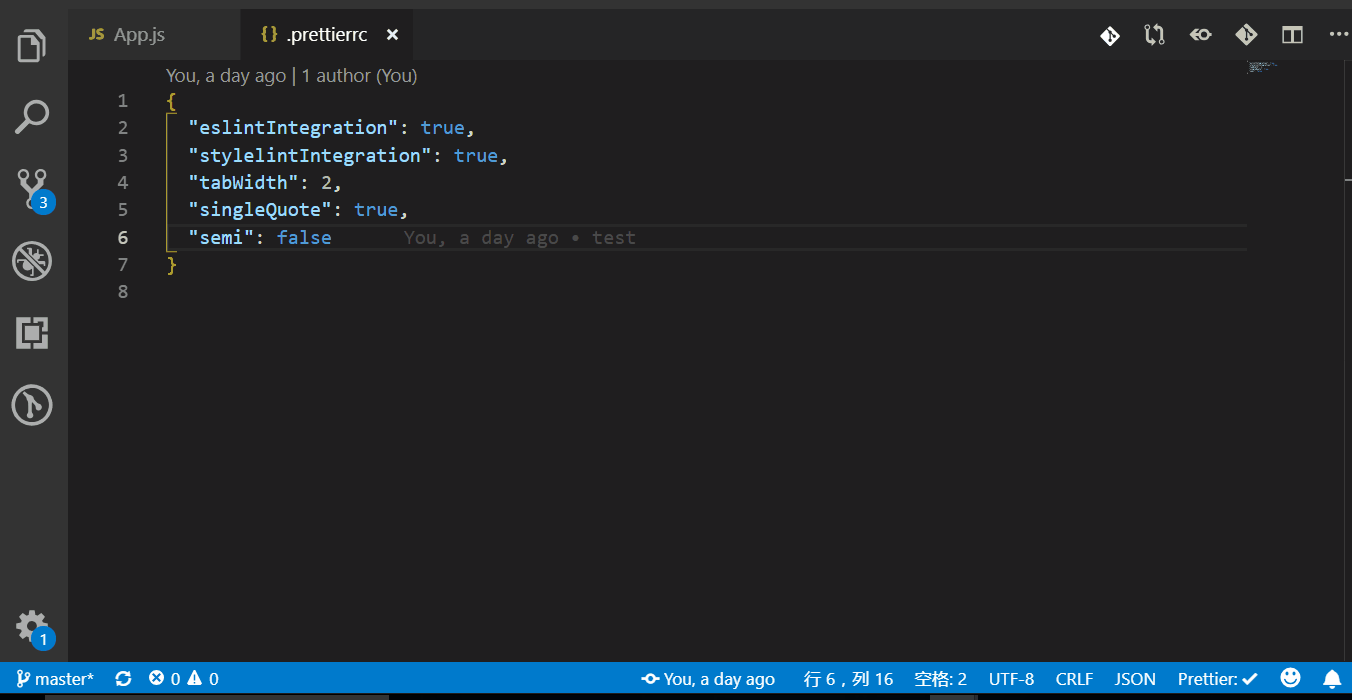 JS App.js {} .prettierrc ×
You, a day ago | 1 author (You)
1 {
2 "eslintIntegration": true,
3 "stylelintIntegration": true,
4 "tabWidth": 2,
5 "singleQuote": true,
6 "semi": false You, a day ago • test
7 }
8
3
1
master* 0 0 You, a day ago 行 6，列 16 空格: 2 UTF-8 CRLF JSON Prettier: ✓